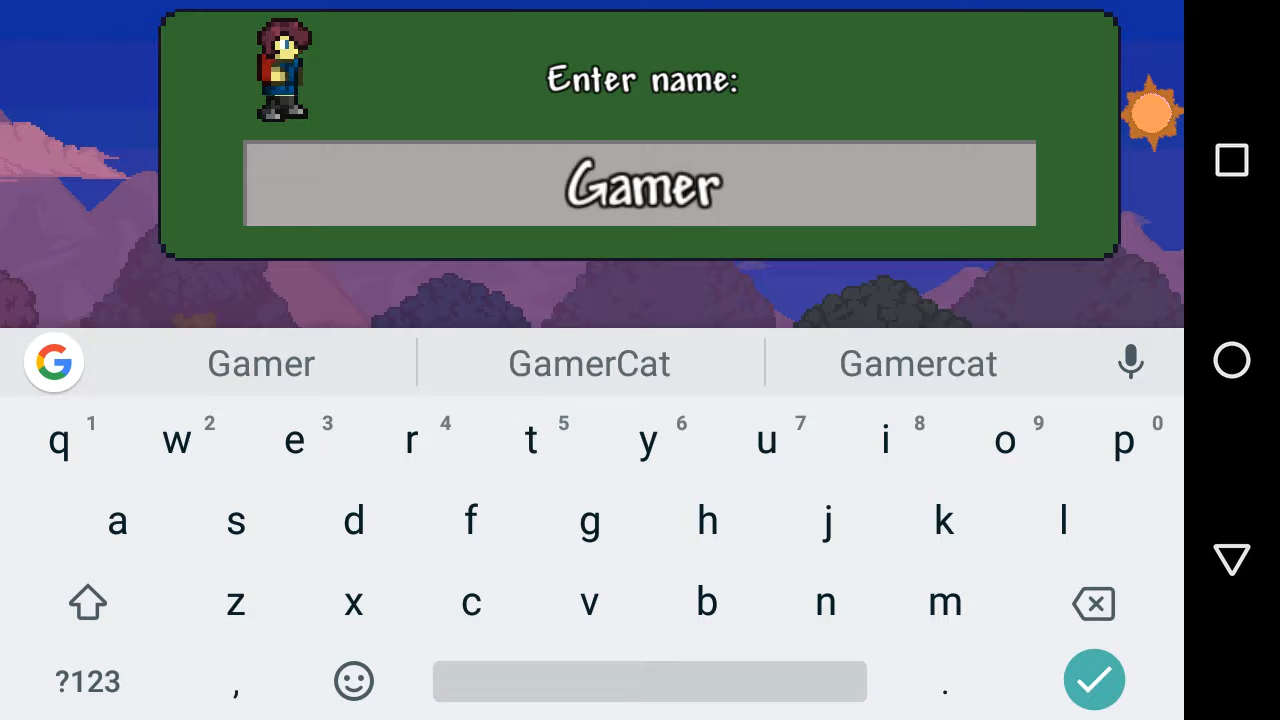 Enter name:
Gamer
Gamer GamerCat Gamercat
q 1 w 2 e 3 r 4 t 5 y 6 u 7 i 8 o 9 p 0
a s d f g h j k l
z x c v b n m
?123 , .